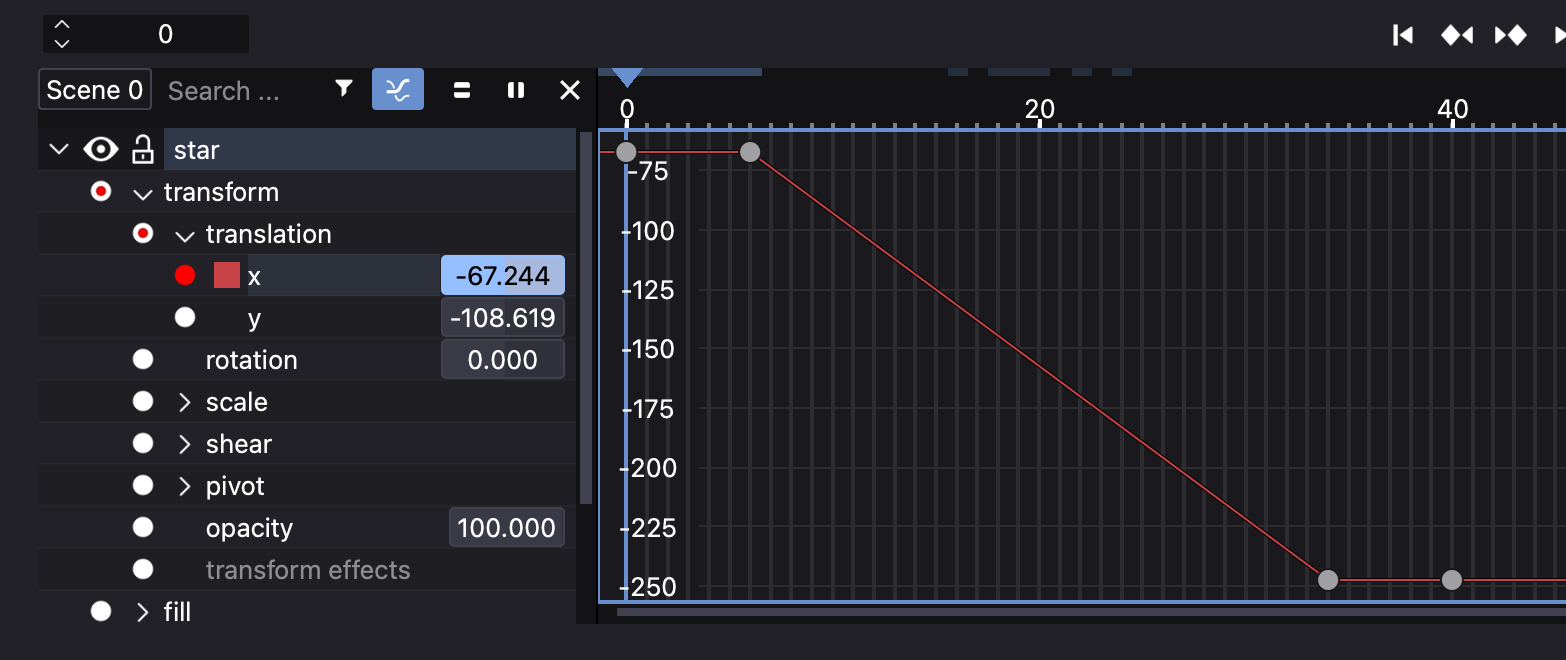 0
Scene 0 Search ...
0 20 40
star
transform
translation
x -67.244
y -108.619
rotation 0.000
scale
shear
pivot
opacity 100.000
transform effects
fill
-75
-100
-125
-150
-175
-200
-225
-250